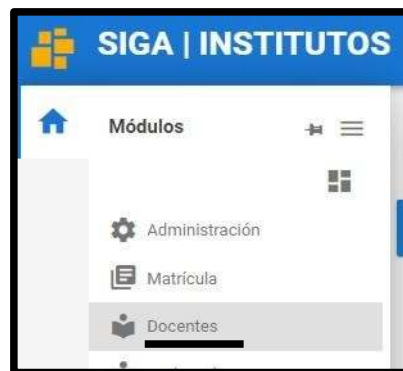 SIGA | INSTITUTOS
Módulos
Administración
Matrícula
Docentes